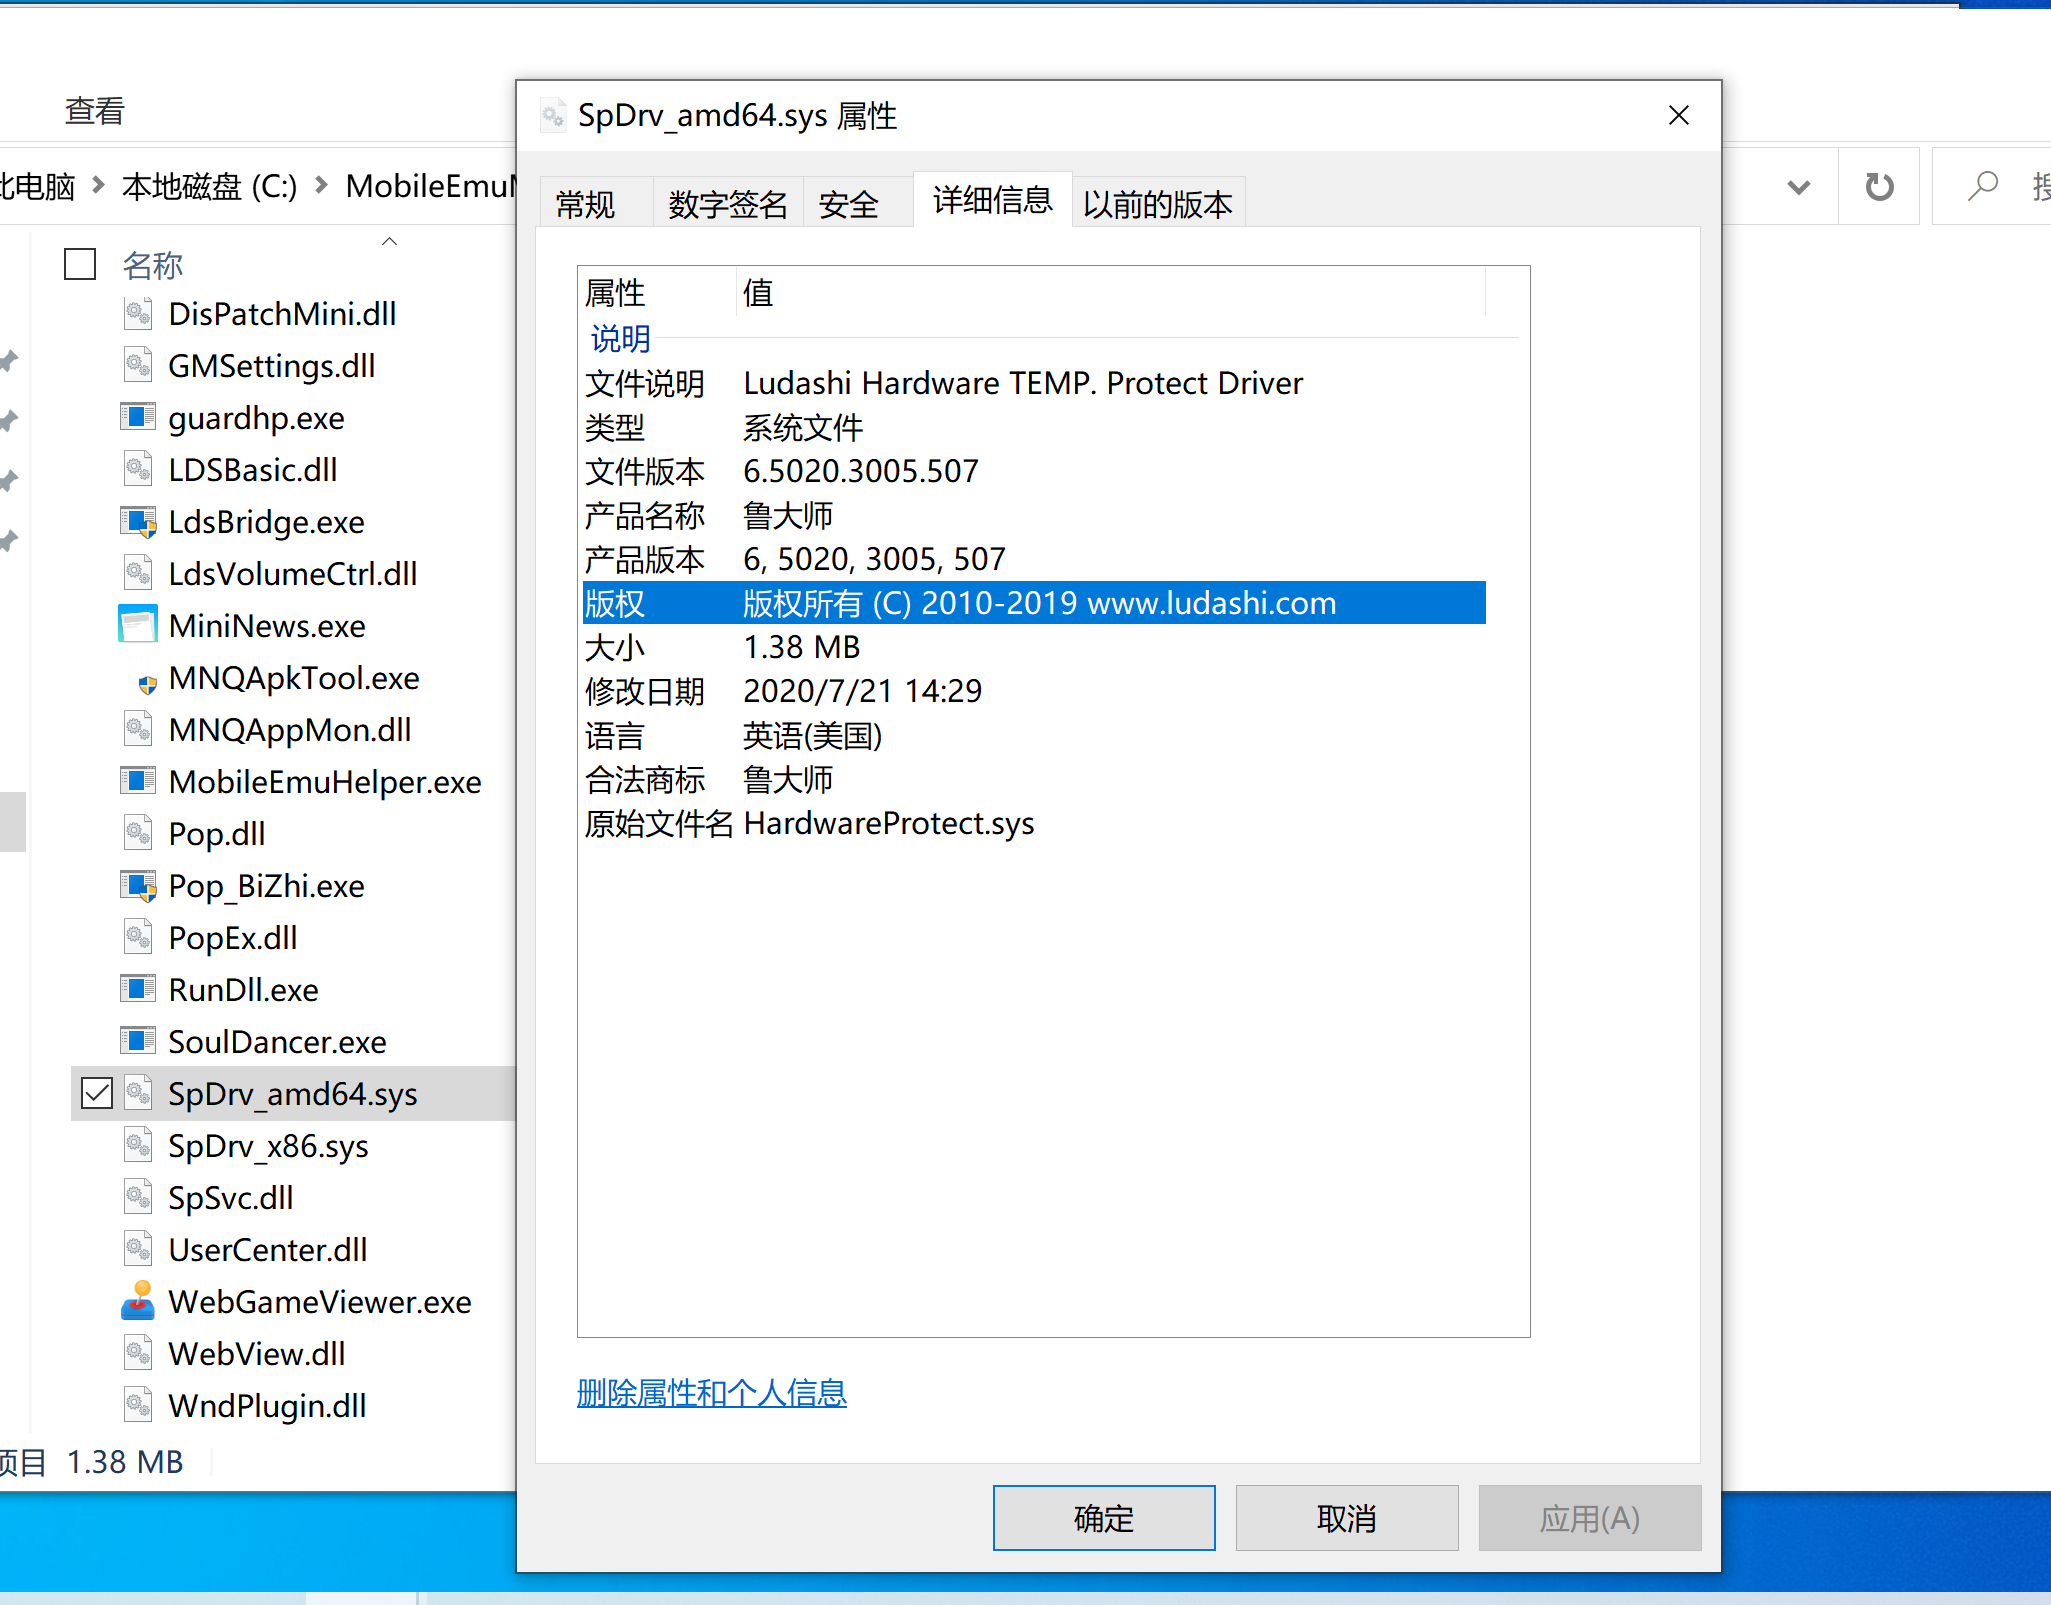 查看
此电脑 本地磁盘 (C:) MobileEmu
名称
DisPatchMini.dll
GMSettings.dll
guardhp.exe
LDSBasic.dll
LdsBridge.exe
LdsVolumeCtrl.dll
MiniNews.exe
MNQApkTool.exe
MNQAppMon.dll
MobileEmuHelper.exe
Pop.dll
Pop_BiZhi.exe
PopEx.dll
RunDll.exe
SoulDancer.exe
SpDrv_amd64.sys
SpDrv_x86.sys
SpSvc.dll
UserCenter.dll
WebGameViewer.exe
WebView.dll
WndPlugin.dll
项目 1.38 MB
SpDrv_amd64.sys 属性
常规 数字签名 安全 详细信息 以前的版本
属性 值
说明
文件说明 Ludashi Hardware TEMP. Protect Driver
类型 系统文件
文件版本 6.5020.3005.507
产品名称 鲁大师
产品版本 6, 5020, 3005, 507
版权 版权所有 (C) 2010-2019 www.ludashi.com
大小 1.38 MB
修改日期 2020/7/21 14:29
语言 英语(美国)
合法商标 鲁大师
原始文件名 HardwareProtect.sys
删除属性和个人信息
确定 取消 应用(A)
搜